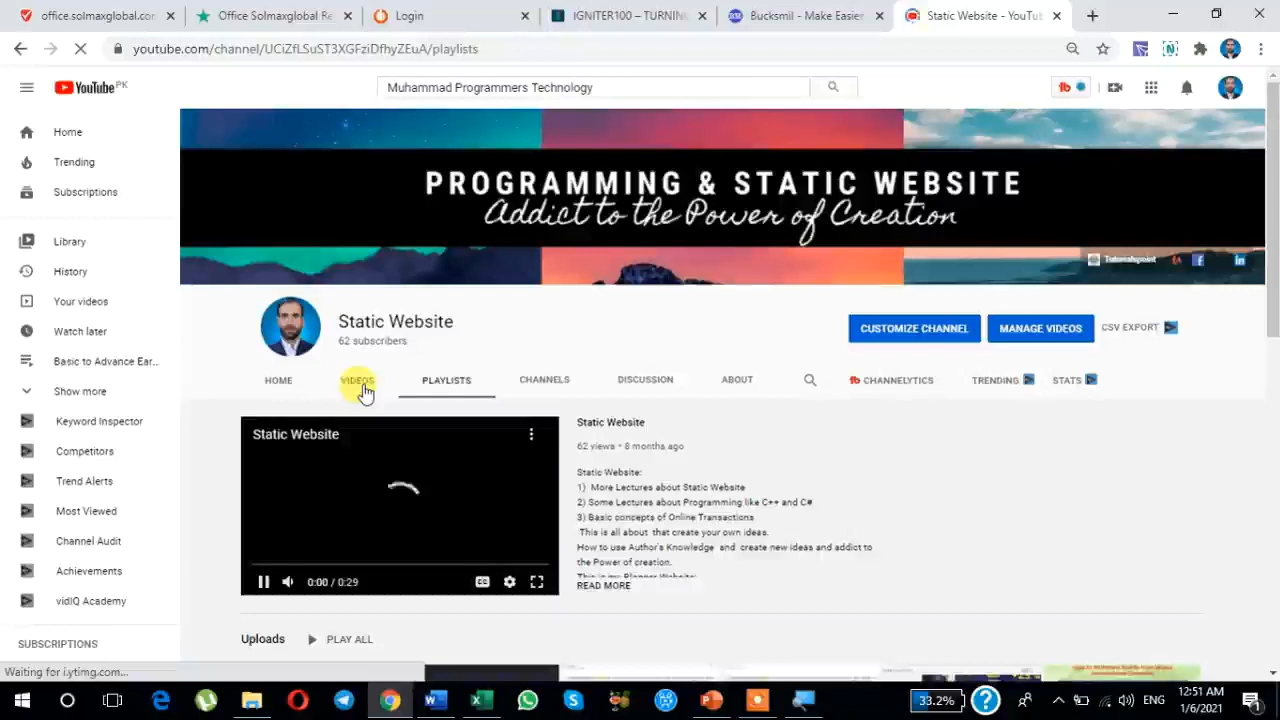 office.solmaxglobal.com
Office Solmaxglobal Re
Login
IGNITER100 – TURNIN
Bucksmil - Make Easier
Static Website - YouTu
youtube.com/channel/UCiZfLSuST3XGFziDfhyZEuA/playlists
YouTube PK
Muhammad Programmers Technology
Home
Trending
Subscriptions
Library
History
Your videos
Watch later
Basic to Advance Ear...
Show more
Keyword Inspector
Competitors
Trend Alerts
Most Viewed
Channel Audit
Achievements
vidIQ Academy
SUBSCRIPTIONS
PROGRAMMING & STATIC WEBSITE
Addict to the Power of Creation
Tutorialspoint
Static Website
62 subscribers
CUSTOMIZE CHANNEL
MANAGE VIDEOS
CSV EXPORT
HOME
VIDEOS
PLAYLISTS
CHANNELS
DISCUSSION
ABOUT
CHANNELYTICS
TRENDING
STATS
Static Website
0:00 / 0:29
Static Website
62 views • 8 months ago
Static Website:
1) More Lectures about Static Website
2) Some Lectures about Programming like C++ and C#
3) Basic concepts of Online Transactions
This is all about that create your own ideas.
How to use Author's Knowledge and create new ideas and addict to
the Power of creation.
This is my Blogger Website:
READ MORE
Uploads
PLAY ALL
Waiting for i.ytimg.com...
33.2%
ENG
12:51 AM
1/6/2021